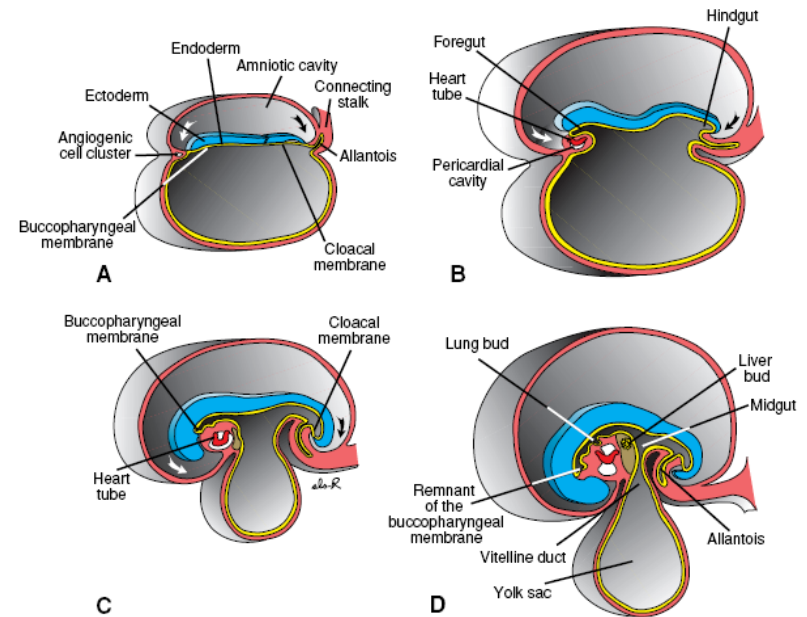 Endoderm
Amniotic cavity
Connecting
stalk
Ectoderm
Angiogenic
cell cluster
Allantois
Buccopharyngeal
membrane
Cloacal
membrane
A
Hindgut
Foregut
Heart
tube
Pericardial
cavity
B
Buccopharyngeal
membrane
Cloacal
membrane
Heart
tube
els-R
C
Lung bud
Liver
bud
Midgut
Remnant
of the
buccopharyngeal
membrane
Allantois
Vitelline duct
Yolk sac
D